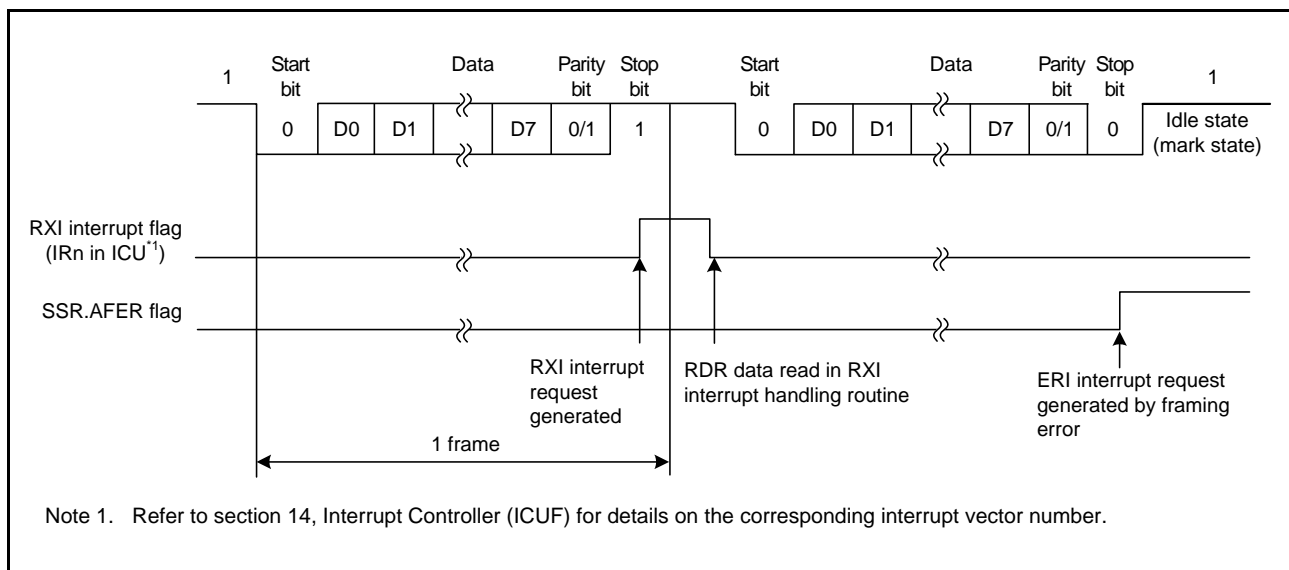 1 Start bit Data Parity bit Stop bit Start bit Data Parity bit Stop bit 1
0 D0 D1 D7 0/1 1 0 D0 D1 D7 0/1 0 Idle state (mark state)
RXI interrupt flag
(IRn in ICU*1)
SSR.AFER flag
RXI interrupt
request
generated
RDR data read in RXI
interrupt handling routine
ERI interrupt request
generated by framing
error
1 frame
Note 1. Refer to section 14, Interrupt Controller (ICUF) for details on the corresponding interrupt vector number.